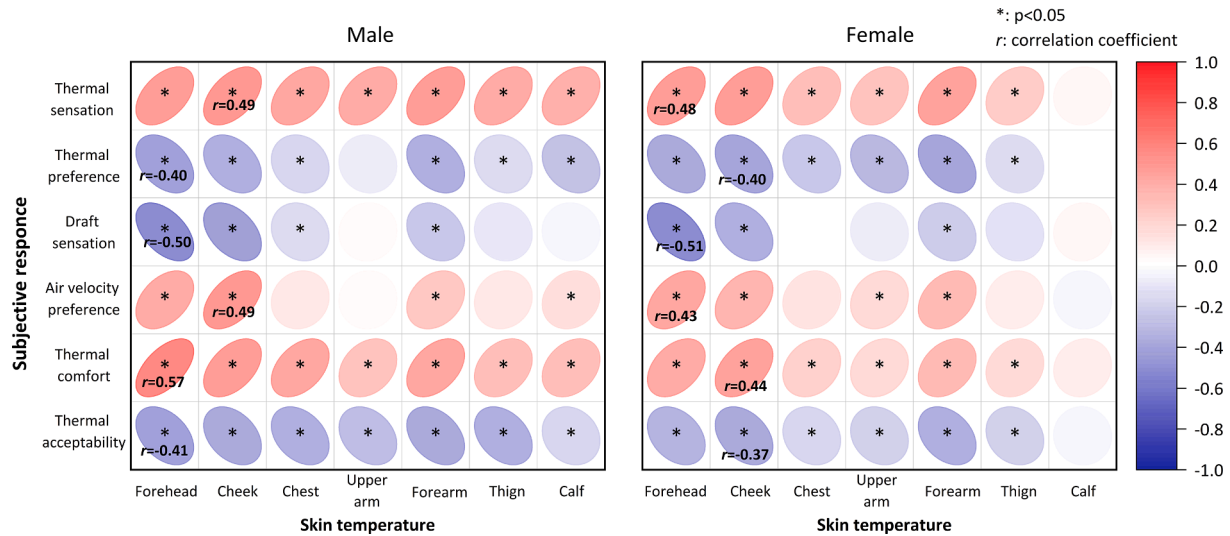 *: p<0.05
r: correlation coefficient
Male
Female
Subjective responce
Thermal
sensation
* * r=0.49 * * * * *
* r=0.48 * * * * *
Thermal
preference
* r=-0.40 * * * * *
* * r=-0.40 * * * *
Draft
sensation
* r=-0.50 * * *
* r=-0.51 * *
Air velocity
preference
* * r=0.49 * *
* r=0.43 * * *
Thermal
comfort
* r=0.57 * * * * * *
* * r=0.44 * * * *
Thermal
acceptability
* r=-0.41 * * * * * *
* * r=-0.37 * * * *
1.0
0.8
0.6
0.4
0.2
0.0
-0.2
-0.4
-0.6
-0.8
-1.0
Forehead Cheek Chest Upper arm Forearm Thign Calf
Forehead Cheek Chest Upper arm Forearm Thign Calf
Skin temperature
Skin temperature